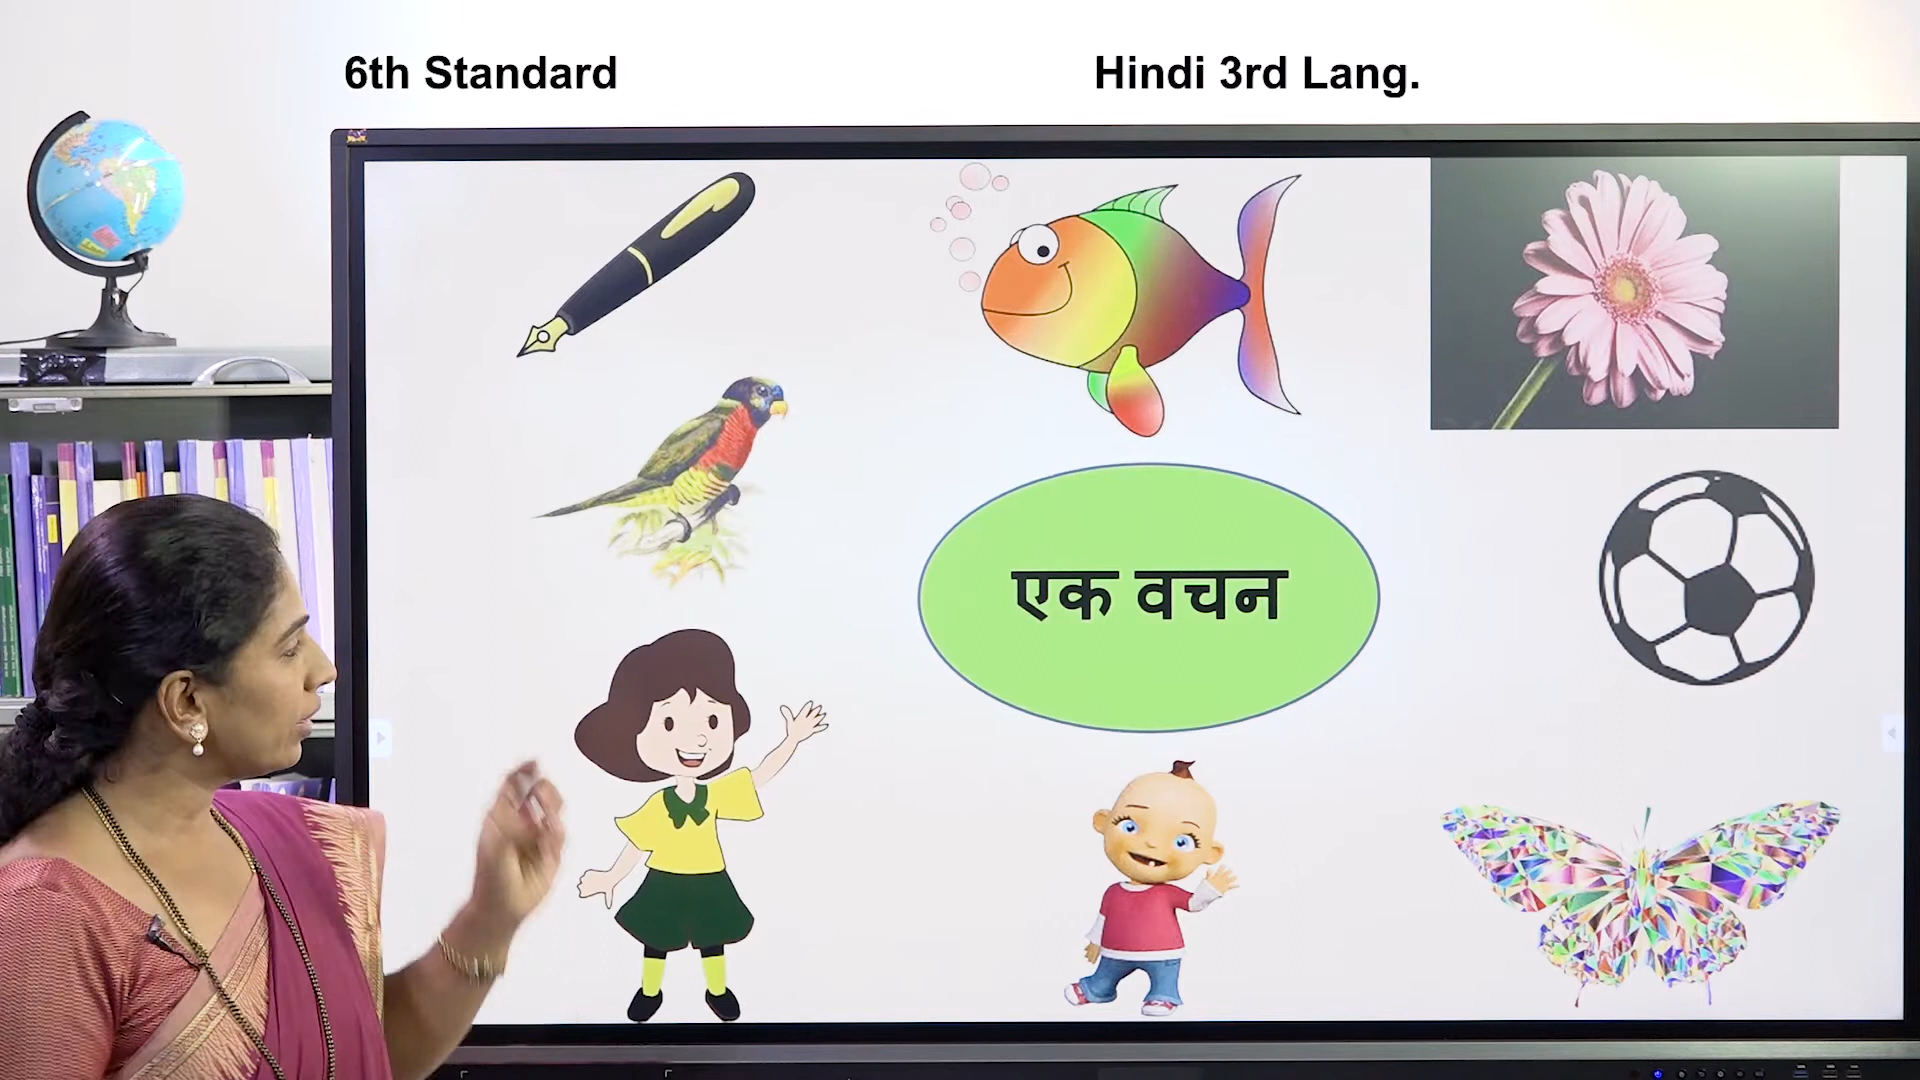 6th Standard
Hindi 3rd Lang.
एक वचन